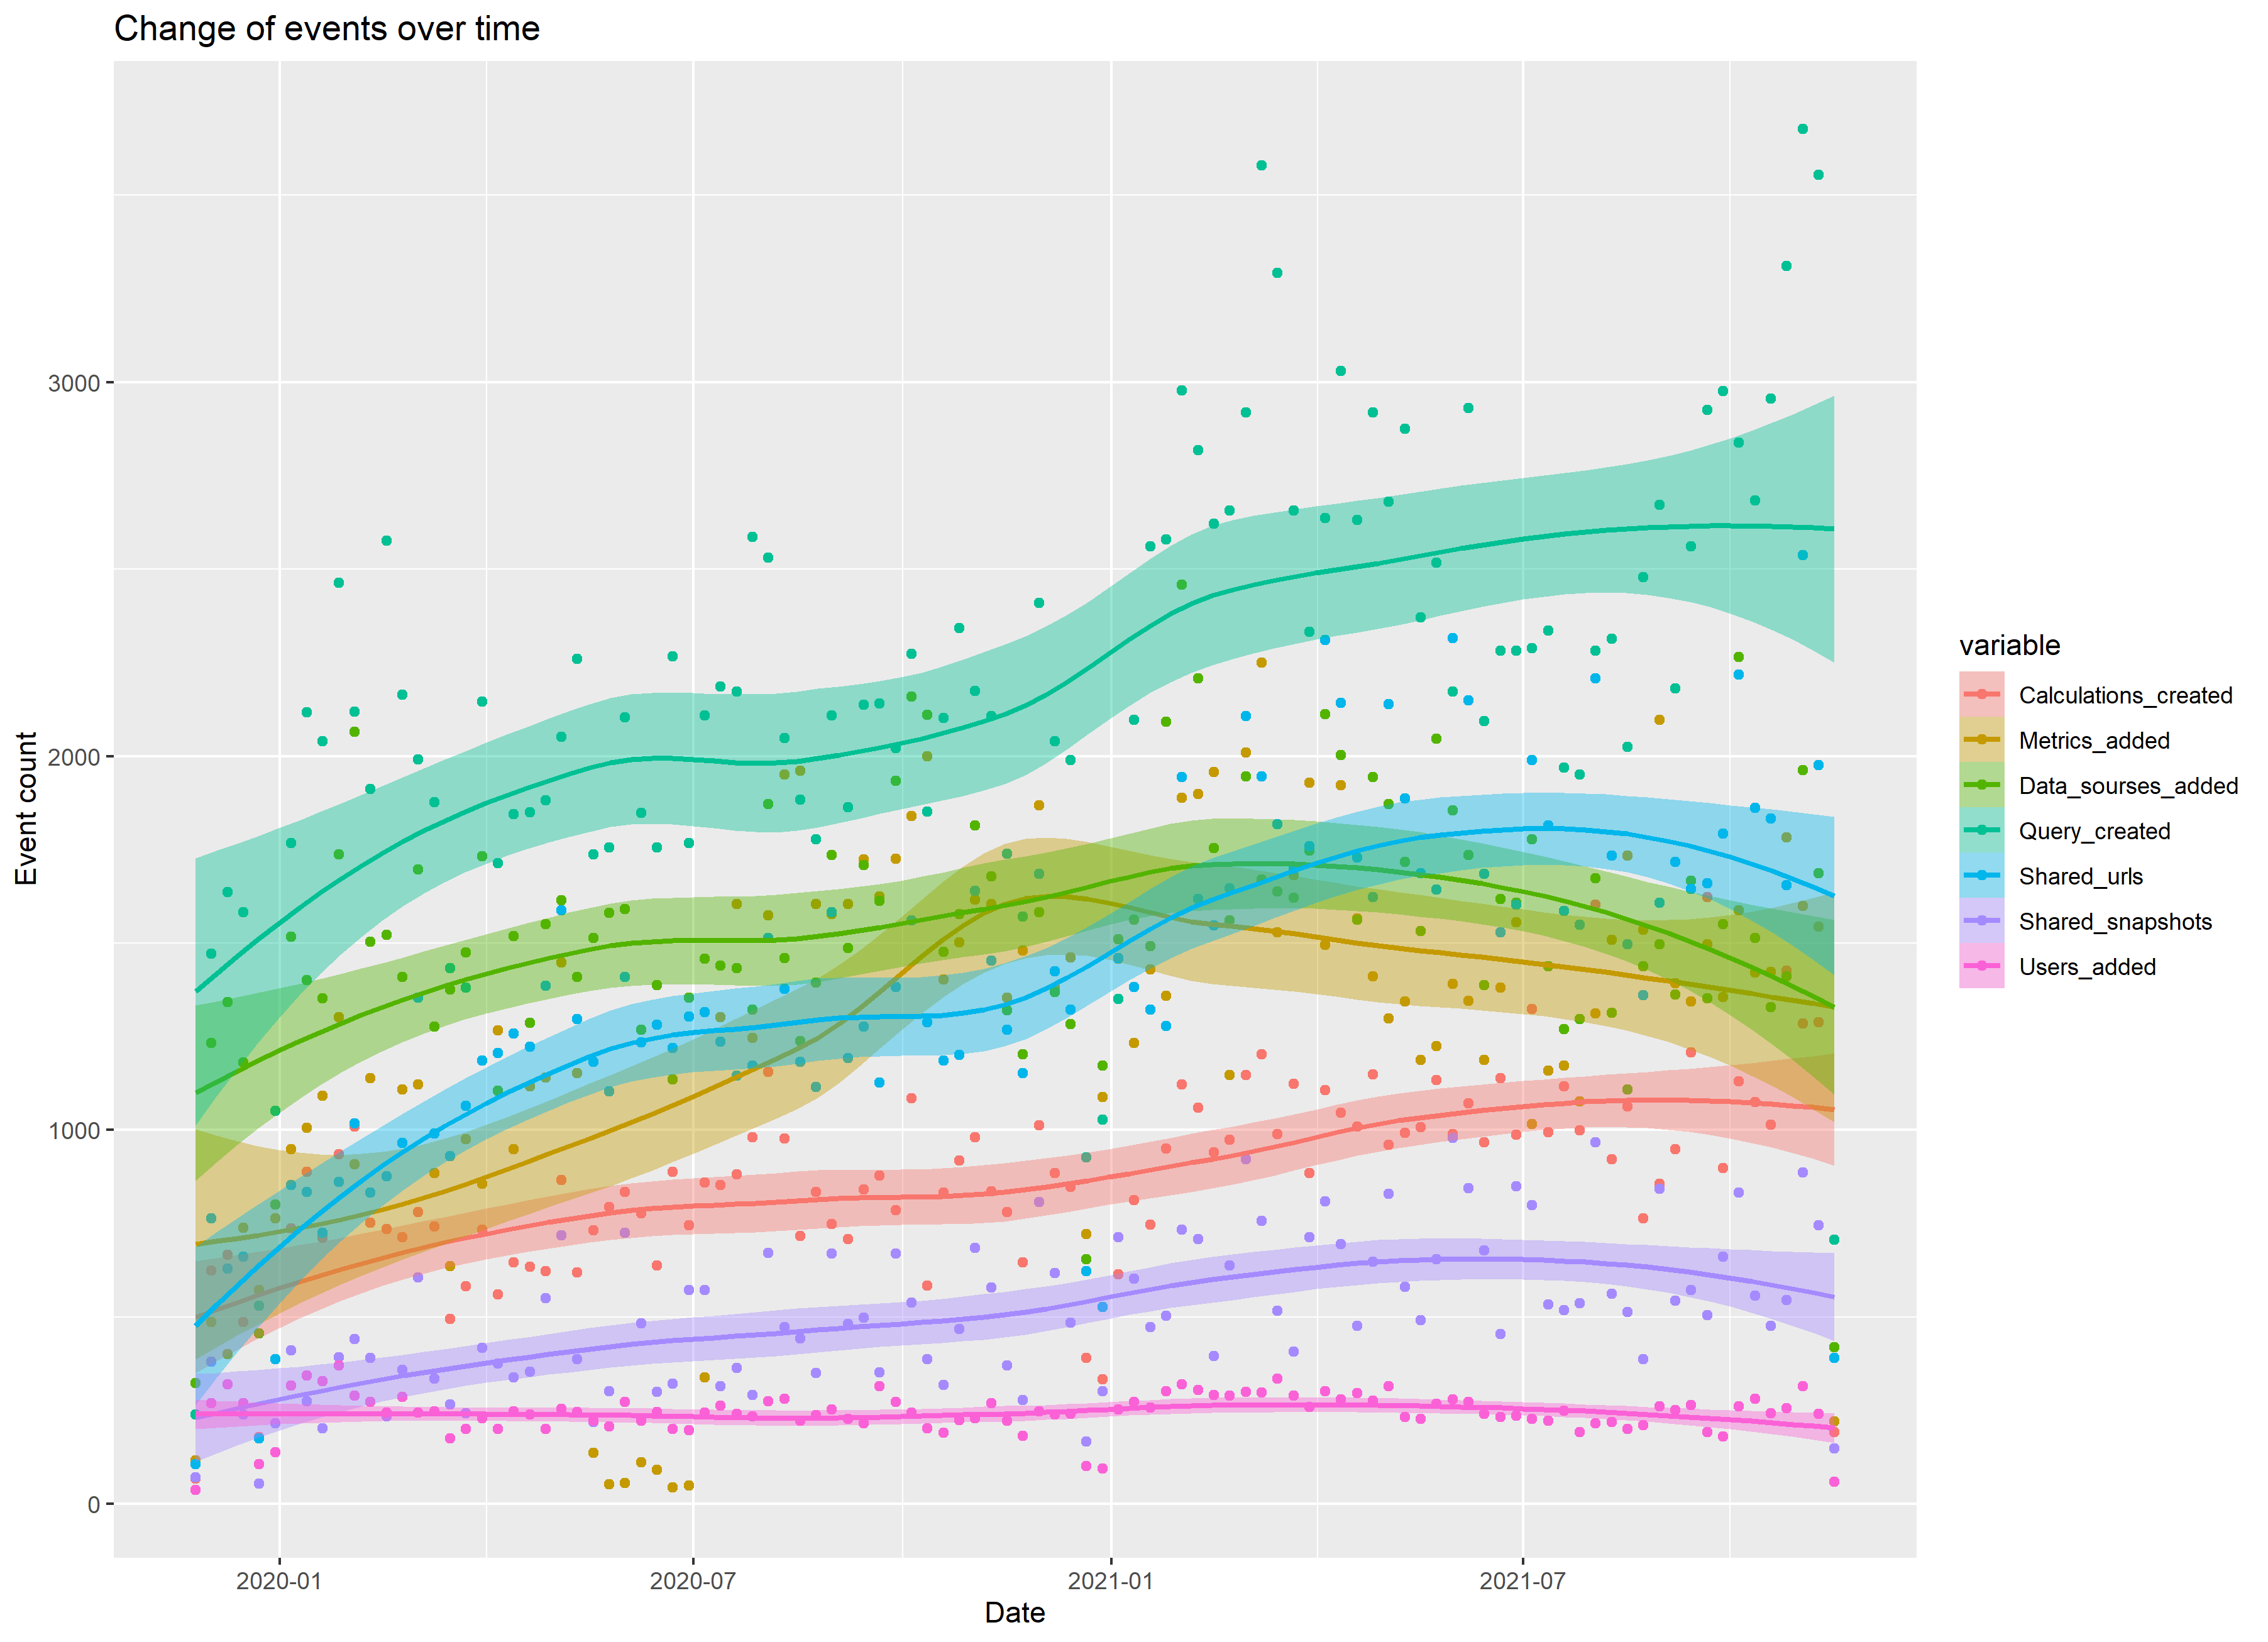 Change of events over time
Event count
3000
2000
1000
0
2020-01
2020-07
2021-01
2021-07
Date
variable
Calculations_created
Metrics_added
Data_sourses_added
Query_created
Shared_urls
Shared_snapshots
Users_added